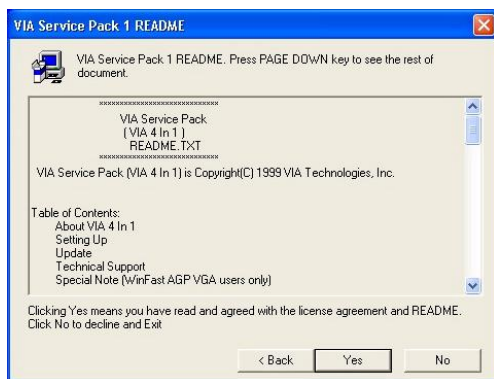 VIA Service Pack 1 README
VIA Service Pack 1 README. Press PAGE DOWN key to see the rest of
document.
××××××××××××××××××××××××××××
VIA Service Pack
( VIA 4 In 1 )
README.TXT
××××××××××××××××××××××××××××
VIA Service Pack (VIA 4 In 1) is Copyright(C) 1999 VIA Technologies, Inc.
Table of Contents:
About VIA 4 In 1
Setting Up
Update
Technical Support
Special Note (WinFast AGP VGA users only)
Clicking Yes means you have read and agreed with the license agreement and README.
Click No to decline and Exit
< Back
Yes
No